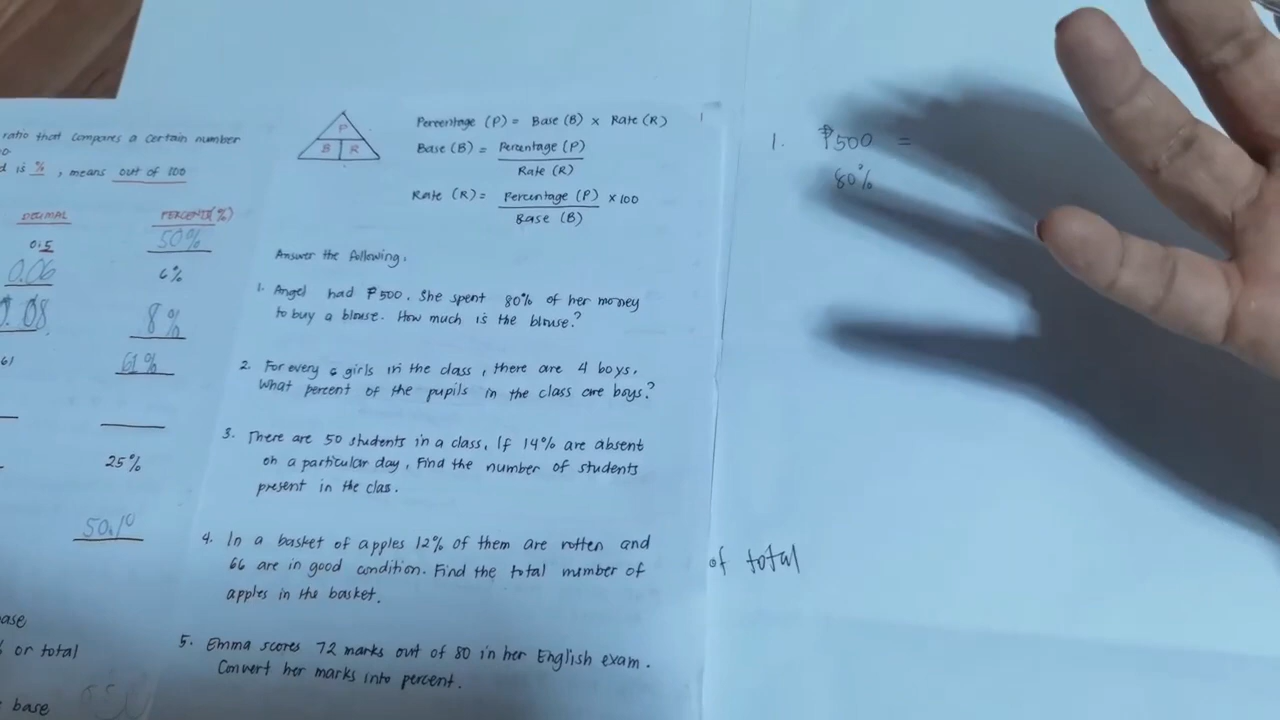 ratio that compares a certain number
d is %, means out of 100
DECIMAL PERCENT(%)
0.5 50%
0.06 6%
0.08 8%
61%
25%
ase
or total
base
P
B R
Percentage (P) = Base (B) × Rate (R)
Base (B) = Percentage (P)
Rate (R)
Rate (R) = Percentage (P) × 100
Base (B)
Answer the following.
1. Angel had ₱500. She spent 80% of her money
to buy a blouse. How much is the blouse?
2. For every 6 girls in the class, there are 4 boys.
What percent of the pupils in the class are boys?
3. There are 50 students in a class. If 14% are absent
on a particular day, Find the number of students
present in the clas.
4. In a basket of apples 12% of them are rotten and
66 are in good condition. Find the total number of
apples in the basket.
5. Emma scores 72 marks out of 80 in her English exam.
Convert her marks into percent.
1. ₱500 =
80%
of total